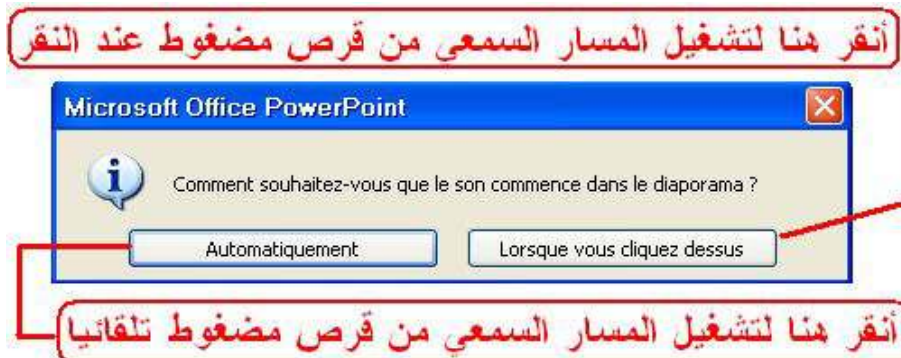 أنقر هنا لتشغيل المسار السمعي من قرص مضغوط عند النقر
Microsoft Office PowerPoint
Comment souhaitez-vous que le son commence dans le diaporama ?
Automatiquement
Lorsque vous cliquez dessus
أنقر هنا لتشغيل المسار السمعي من قرص مضغوط تلقائيا